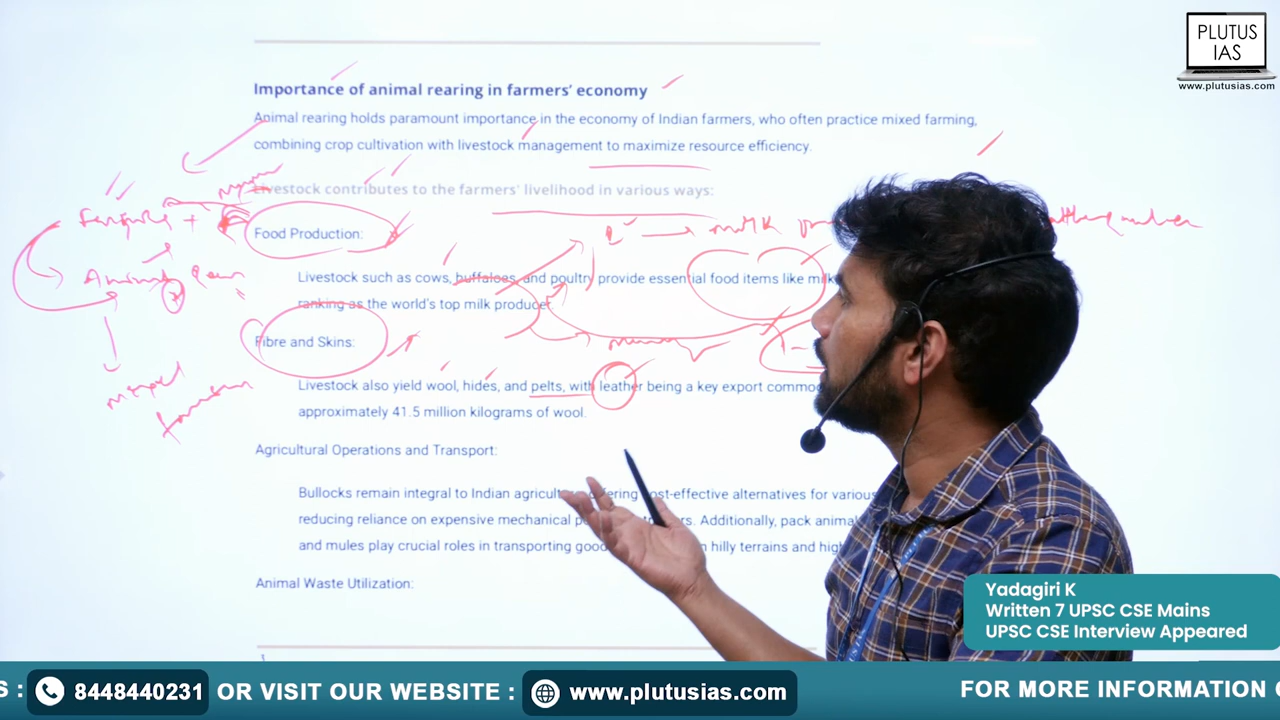 PLUTUS
IAS
www.plutusias.com
Importance of animal rearing in farmers' economy
Animal rearing holds paramount importance in the economy of Indian farmers, who often practice mixed farming,
combining crop cultivation with livestock management to maximize resource efficiency.
Livestock contributes to the farmers' livelihood in various ways:
Food Production:
Livestock such as cows, buffaloes, and poultry provide essential food items like milk
ranking as the world's top milk producer.
Fibre and Skins:
Livestock also yield wool, hides, and pelts, with leather being a key export
approximately 41.5 million kilograms of wool.
Agricultural Operations and Transport:
Bullocks remain integral to Indian cost-effective alternatives for various
reducing reliance on expensive mechanical Additionally, pack
and mules play crucial roles in transporting hilly terrains and
Animal Waste Utilization:
Yadagiri K
Written 7 UPSC CSE Mains
UPSC CSE Interview Appeared
S : 8448440231 OR VISIT OUR WEBSITE : www.plutusias.com FOR MORE INFORMATION